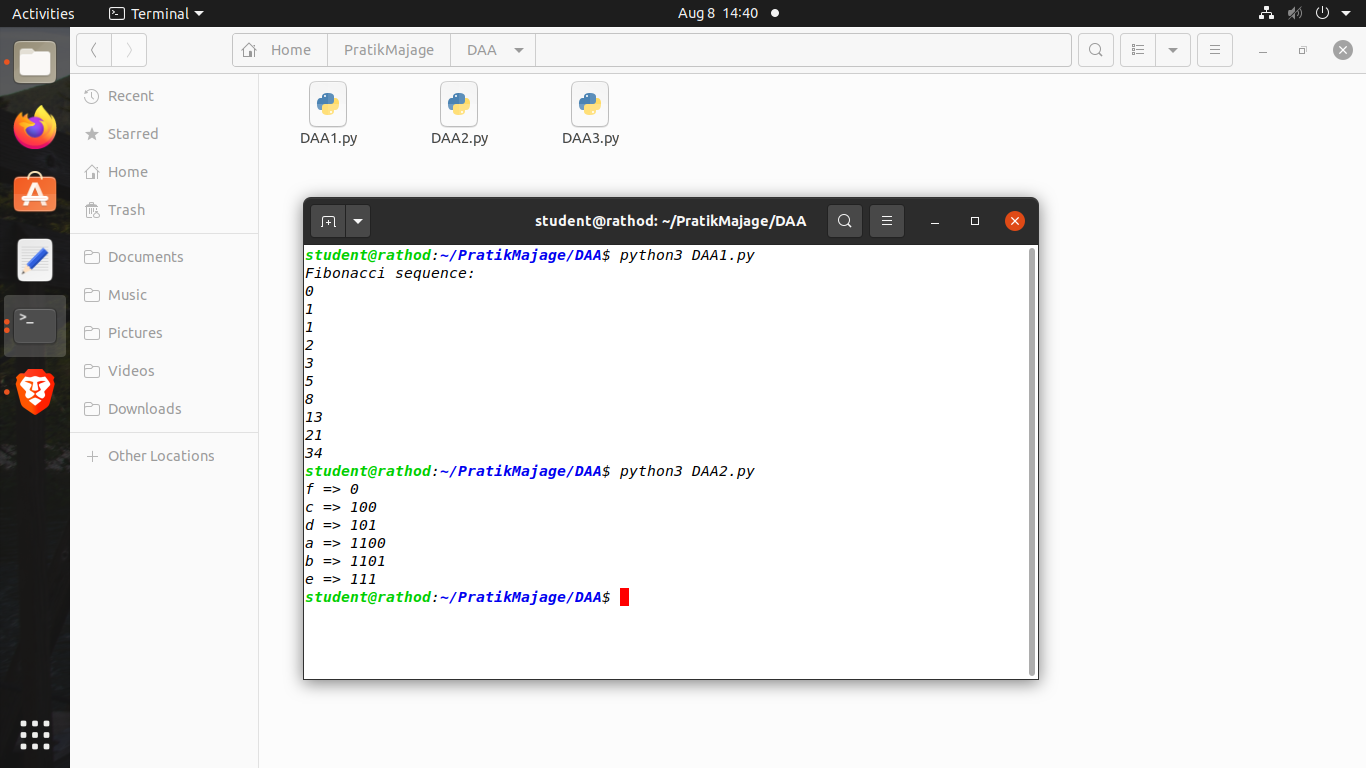 Activities
Terminal
Aug 8 14:40
Home
PratikMajage
DAA
Recent
Starred
Home
Trash
Documents
Music
Pictures
Videos
Downloads
Other Locations
DAA1.py
DAA2.py
DAA3.py
student@rathod: ~/PratikMajage/DAA
student@rathod:~/PratikMajage/DAA$ python3 DAA1.py
Fibonacci sequence:
0
1
1
2
3
5
8
13
21
34
student@rathod:~/PratikMajage/DAA$ python3 DAA2.py
f => 0
c => 100
d => 101
a => 1100
b => 1101
e => 111
student@rathod:~/PratikMajage/DAA$